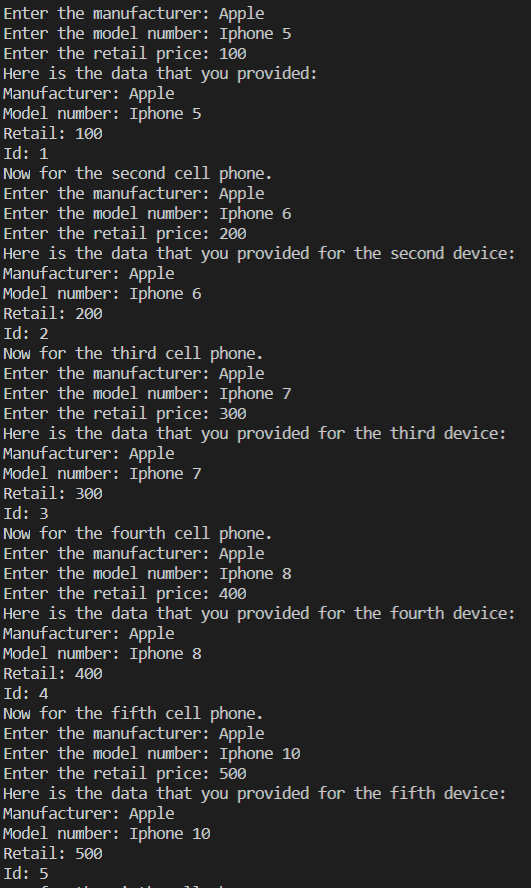 Enter the manufacturer: Apple
Enter the model number: Iphone 5
Enter the retail price: 100
Here is the data that you provided:
Manufacturer: Apple
Model number: Iphone 5
Retail: 100
Id: 1
Now for the second cell phone.
Enter the manufacturer: Apple
Enter the model number: Iphone 6
Enter the retail price: 200
Here is the data that you provided for the second device:
Manufacturer: Apple
Model number: Iphone 6
Retail: 200
Id: 2
Now for the third cell phone.
Enter the manufacturer: Apple
Enter the model number: Iphone 7
Enter the retail price: 300
Here is the data that you provided for the third device:
Manufacturer: Apple
Model number: Iphone 7
Retail: 300
Id: 3
Now for the fourth cell phone.
Enter the manufacturer: Apple
Enter the model number: Iphone 8
Enter the retail price: 400
Here is the data that you provided for the fourth device:
Manufacturer: Apple
Model number: Iphone 8
Retail: 400
Id: 4
Now for the fifth cell phone.
Enter the manufacturer: Apple
Enter the model number: Iphone 10
Enter the retail price: 500
Here is the data that you provided for the fifth device:
Manufacturer: Apple
Model number: Iphone 10
Retail: 500
Id: 5